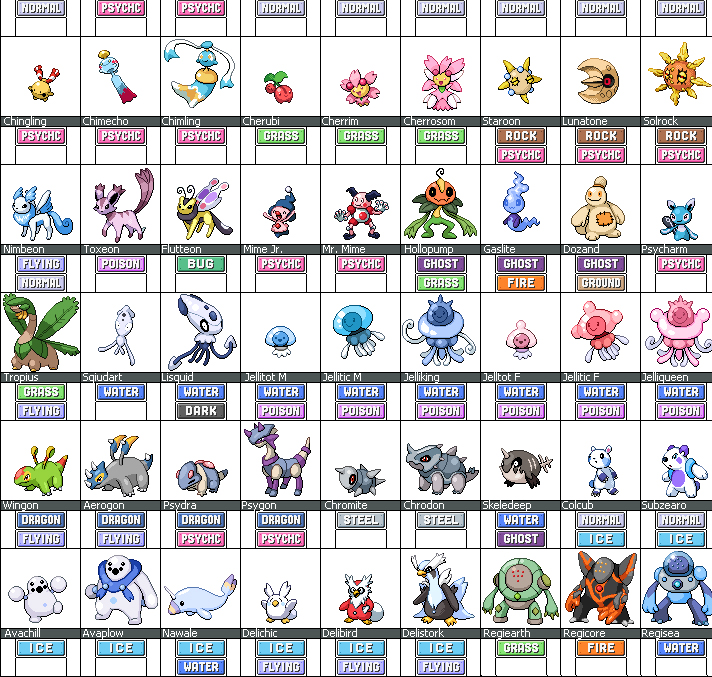 NORMAL PSYCHC PSYCHC NORMAL NORMAL NORMAL NORMAL NORMAL NORMAL
Chingling Chimecho Chimling Cherubi Cherrim Cherrosom Staroon Lunatone Solrock
PSYCHC PSYCHC PSYCHC GRASS GRASS GRASS ROCK ROCK ROCK
PSYCHC PSYCHC PSYCHC
Nimbeon Toxeon Flutteon Mime Jr. Mr. Mime Hollopump Gaslite Dozand Psycharm
FLYING POISON BUG PSYCHC PSYCHC GHOST GHOST GHOST PSYCHC
NORMAL GRASS FIRE GROUND
Tropius Sqiudart Lisquid Jellitot M Jellitic M Jelliking Jelltot F Jellitic F Jelliqueen
GRASS WATER WATER WATER WATER WATER WATER WATER WATER
FLYING DARK POISON POISON POISON POISON POISON POISON
Wingon Aerogon Psydra Psygon Chromite Chrodon Skeledeep Colcub Subzearo
DRAGON DRAGON DRAGON DRAGON STEEL STEEL WATER NORMAL NORMAL
FLYING FLYING PSYCHC PSYCHC GHOST ICE ICE
Avachill Avaplow Nawale Delichic Delibird Delistork Regiearth Regicore Regisea
ICE ICE ICE ICE ICE ICE GRASS FIRE WATER
WATER FLYING FLYING FLYING